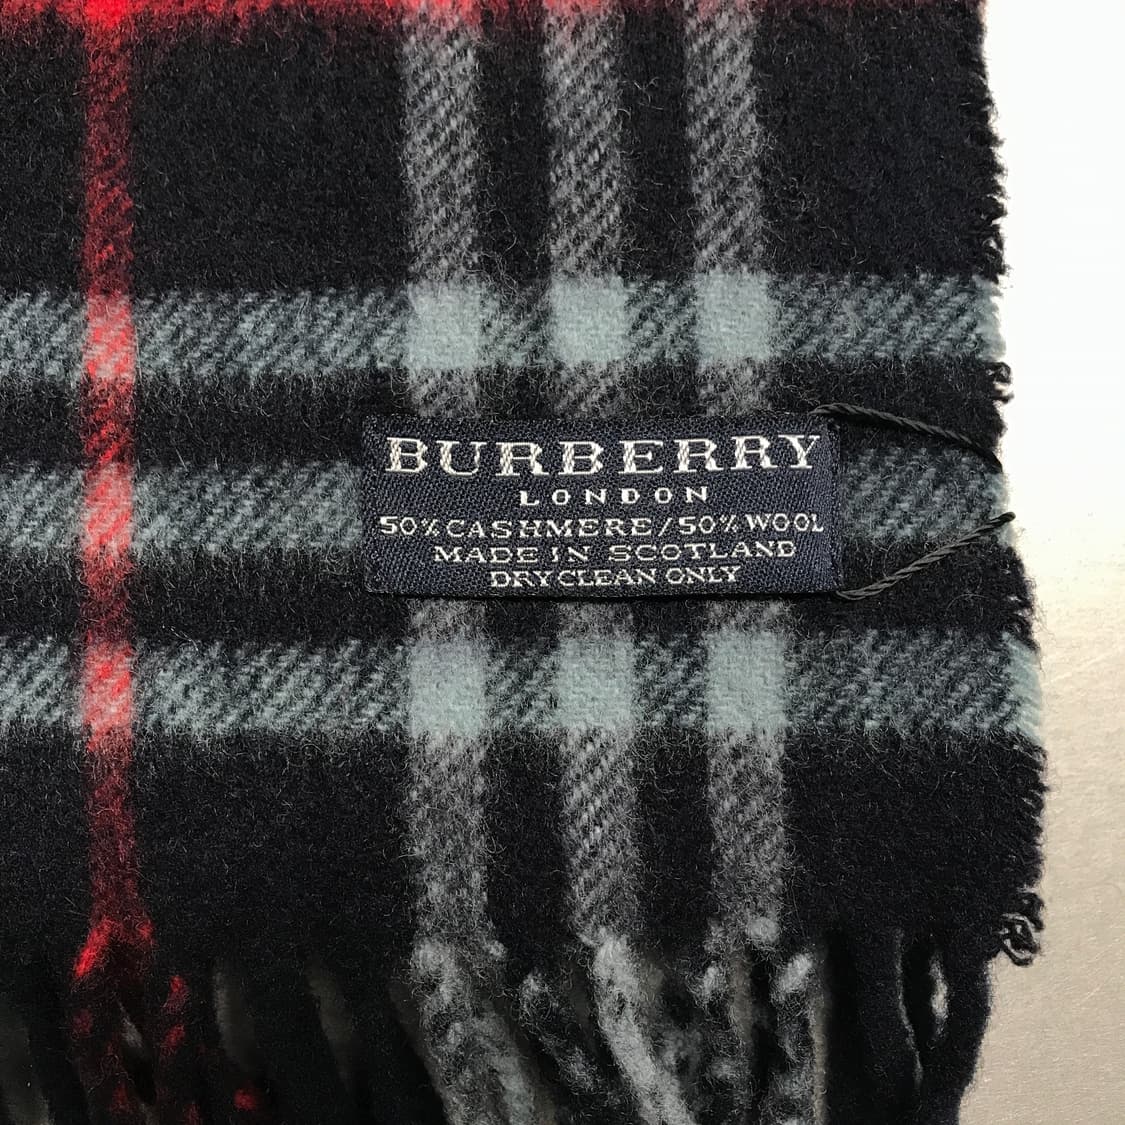 BURBERRY
LONDON
50% CASHMERE/50% WOOL
MADE IN SCOTLAND
DRY CLEAN ONLY